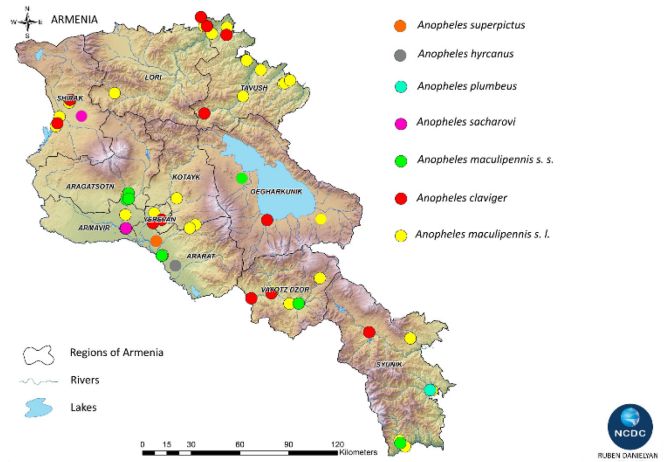 N
W
E
S
ARMENIA
Anopheles superpictus
Anopheles hyrcanus
Anopheles plumbeus
Anopheles sacharovi
Anopheles maculipennis s. s.
Anopheles claviger
Anopheles maculipennis s. l.
LORI
TAVUSH
SHIRAK
KOTAYK
ARAGATSOTN
GEGHARKUNIK
ARMAVIR
YEREVAN
ARARAT
VAYOTZ DZOR
SYUNIK
Regions of Armenia
Rivers
Lakes
0 15 30 60 90 120
Kilometers
NCDC
RUBEN DANIELYAN